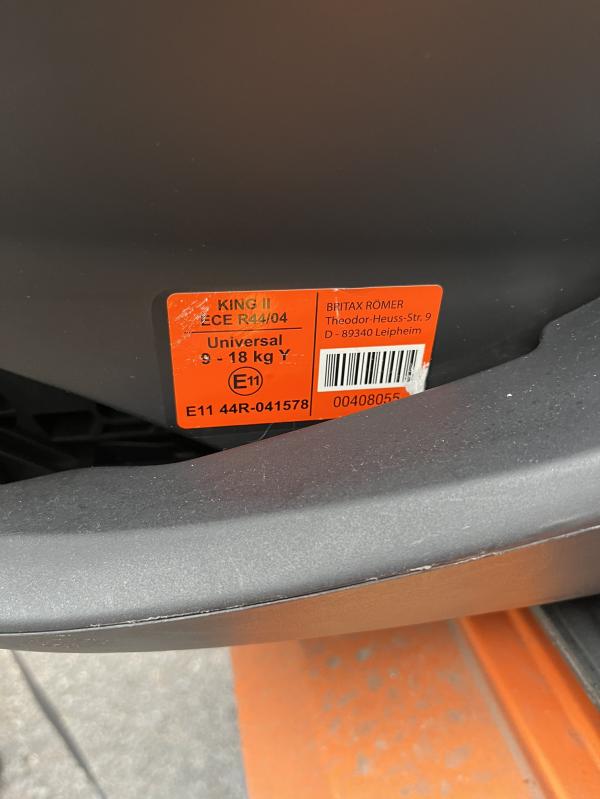 KING II
ECE R44/04
Universal
9 - 18 kg Y
E11
E11 44R-041578
BRITAX RÖMER
Theodor-Heuss-Str. 9
D - 89340 Leipheim
00408055